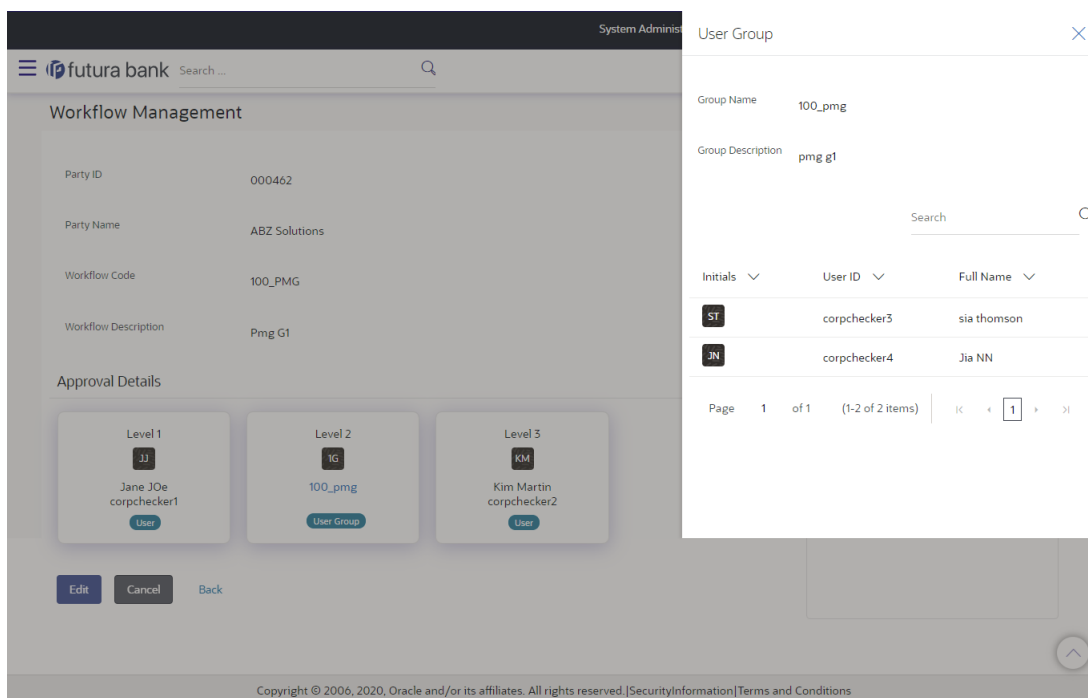 System Administ
futura bank
Search ...
Workflow Management
Party ID
000462
Party Name
ABZ Solutions
Workflow Code
100_PMG
Workflow Description
Pmg G1
Approval Details
Level 1
JJ
Jane JOe
corpchecker1
User
Level 2
1G
100_pmg
User Group
Level 3
KM
Kim Martin
corpchecker2
User
Edit Cancel Back
User Group
Group Name
100_pmg
Group Description
pmg g1
Search
Initials User ID Full Name
ST corpchecker3 sia thomson
JN corpchecker4 Jia NN
Page 1 of 1 (1-2 of 2 items) 1
Copyright © 2006, 2020, Oracle and/or its affiliates. All rights reserved.|SecurityInformation|Terms and Conditions